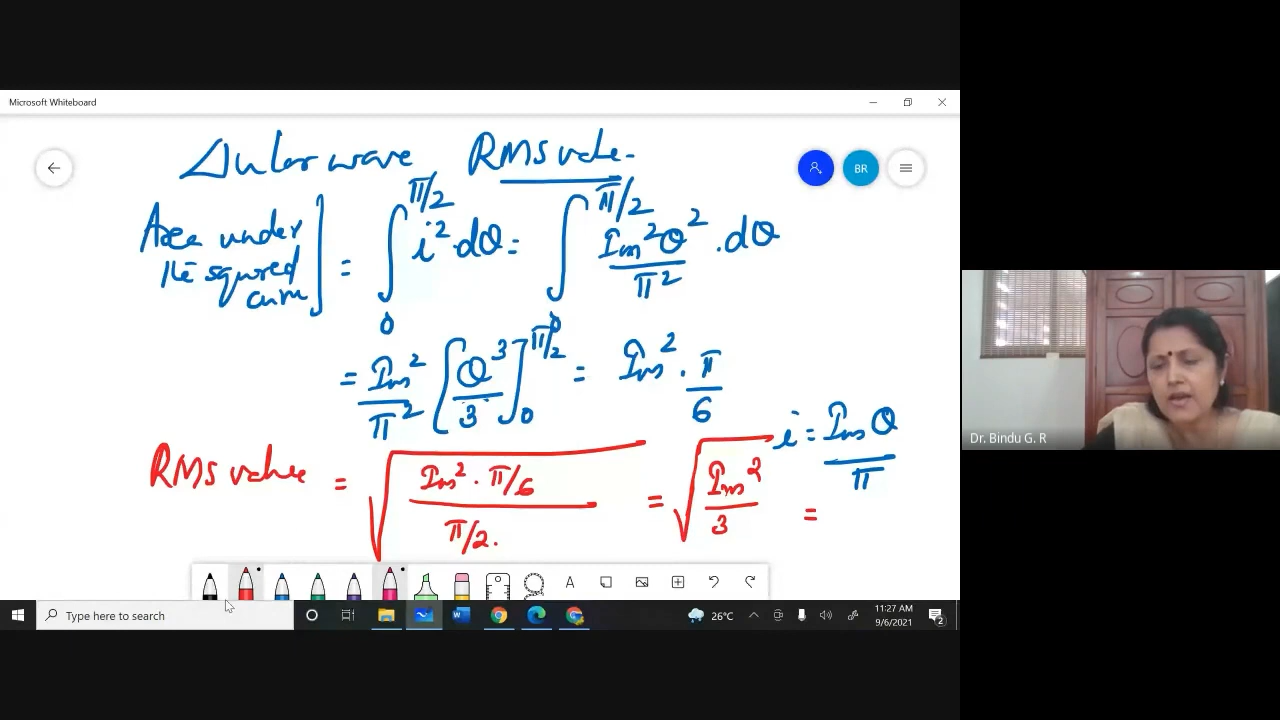 Microsoft Whiteboard
Δular wave RMS value.
Area under the squared curve] = ∫₀^π/2 i²·dθ = ∫₀^π/2 Im²θ²/π² · dθ
= Im²/π² [θ³/3]₀^π/2 = Im² · π/6
i = Im θ/π
RMS value = √(Im² · π/6 / π/2.) = √(Im²/3) =
BR
Dr. Bindu G. R
A
Type here to search
26°C
11:27 AM
9/6/2021
2